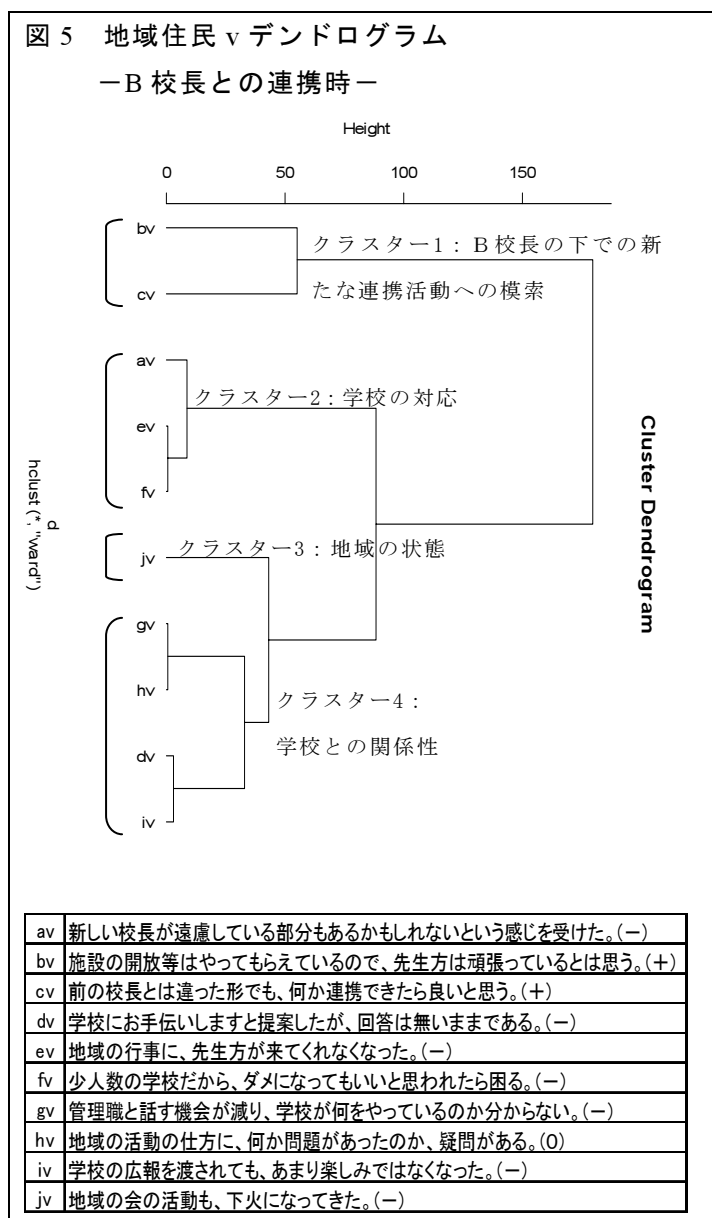 図 5　地域住民 v デンドログラム
－B 校長との連携時－
Height
0 50 100 150
bv
クラスター1：Ｂ校長の下での新
cv
たな連携活動への模索
av
クラスター2：学校の対応
ev
fv
jv
クラスター3：地域の状態
gv
hv
クラスター4：
学校との関係性
dv
iv
Cluster Dendrogram
d
hclust (*, "ward")
av 新しい校長が遠慮している部分もあるかもしれないという感じを受けた。(－)
bv 施設の開放等はやってもらえているので、先生方は頑張っているとは思う。(＋)
cv 前の校長とは違った形でも、何か連携できたら良いと思う。(＋)
dv 学校にお手伝いしますと提案したが、回答は無いままである。(－)
ev 地域の行事に、先生方が来てくれなくなった。(－)
fv 少人数の学校だから、ダメになってもいいと思われたら困る。(－)
gv 管理職と話す機会が減り、学校が何をやっているのか分からない。(－)
hv 地域の活動の仕方に、何か問題があったのか、疑問がある。(0)
iv 学校の広報を渡されても、あまり楽しみではなくなった。(－)
jv 地域の会の活動も、下火になってきた。(－)